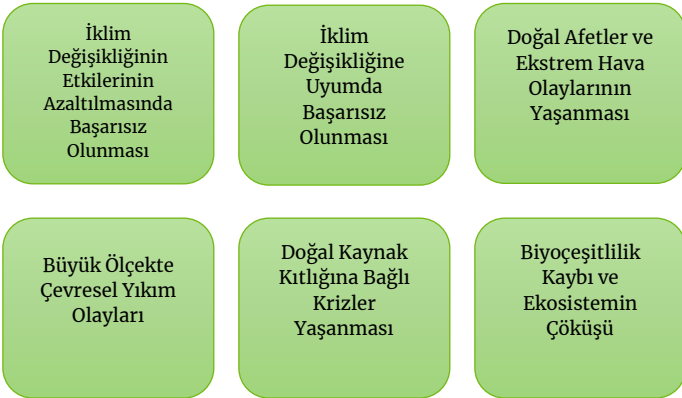 İklim
Değişikliğinin
Etkilerinin
Azaltılmasında
Başarısız
Olunması
İklim
Değişikliğine
Uyumda
Başarısız
Olunması
Doğal Afetler ve
Ekstrem Hava
Olaylarının
Yaşanması
Büyük Ölçekte
Çevresel Yıkım
Olayları
Doğal Kaynak
Kıtlığına Bağlı
Krizler
Yaşanması
Biyoçeşitlilik
Kaybı ve
Ekosistemin
Çöküşü